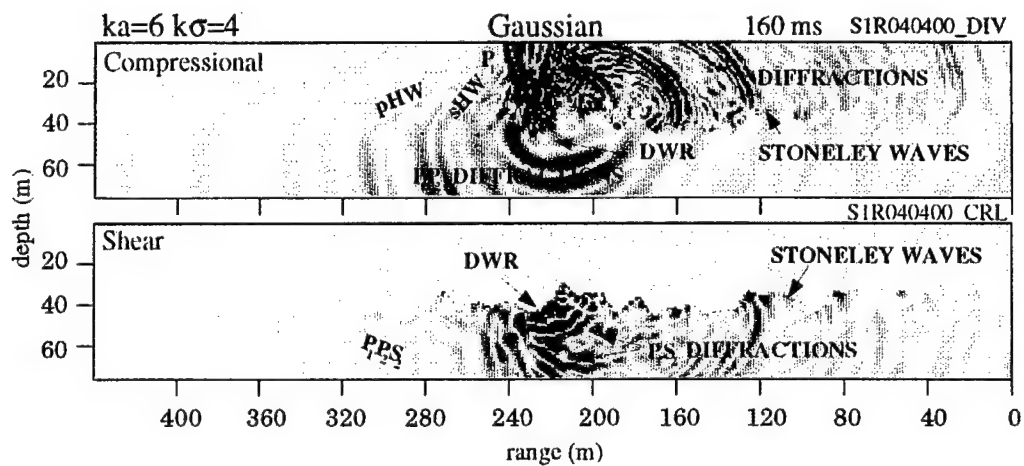 ka=6 kσ=4 Gaussian 160 ms S1R040400_DIV
Compressional
P
pHW
sHW
DIFFRACTIONS
DWR
STONELEY WAVES
DIFFRACTIONS
20
40
60
depth (m)
S1R040400_CRL
Shear
DWR
STONELEY WAVES
P₁P₂S₂
PS DIFFRACTIONS
20
40
60
400 360 320 280 240 200 160 120 80 40 0
range (m)